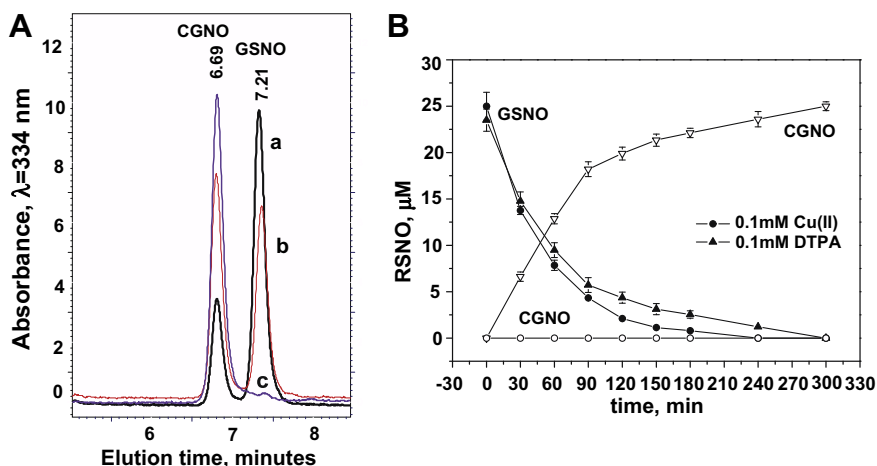 A
CGNO
GSNO
6.69
7.21
12
10
8
6
4
2
0
a
b
c
Absorbance, λ=334 nm
6
7
8
Elution time, minutes
B
30
25
20
15
10
5
0
RSNO, μM
GSNO
CGNO
0.1mM Cu(II)
0.1mM DTPA
CGNO
-30 0 30 60 90 120 150 180 210 240 270 300 330
time, min